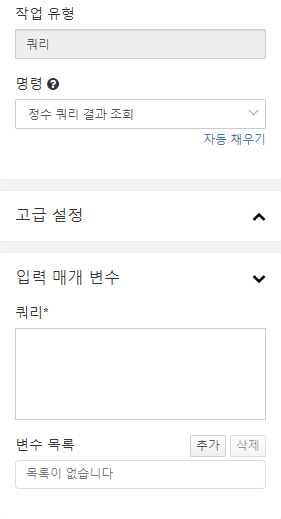 작업 유형
쿼리
명령
정수 쿼리 결과 조회
자동 채우기
고급 설정
입력 매개 변수
쿼리*
변수 목록 추가 삭제
목록이 없습니다